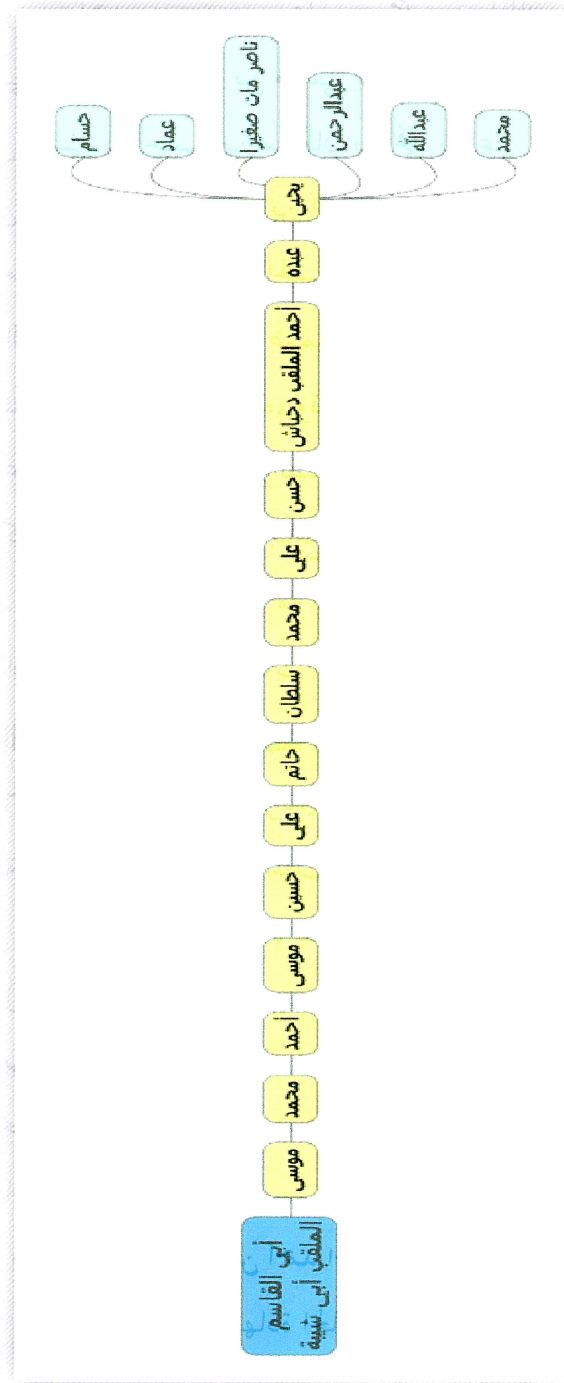 حسام
عماد
ناصر مات صغيرا
عبدالرحمن
عبدالله
محمد
يحيى
عبده
أحمد الملقب دحباش
حسن
علي
محمد
سلطان
حاتم
علي
حسين
موسى
أحمد
محمد
موسى
أبي القاسم
الملقب أبي شيبة